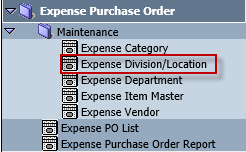 Expense Purchase Order
Maintenance
Expense Category
Expense Division/Location
Expense Department
Expense Item Master
Expense Vendor
Expense PO List
Expense Purchase Order Report